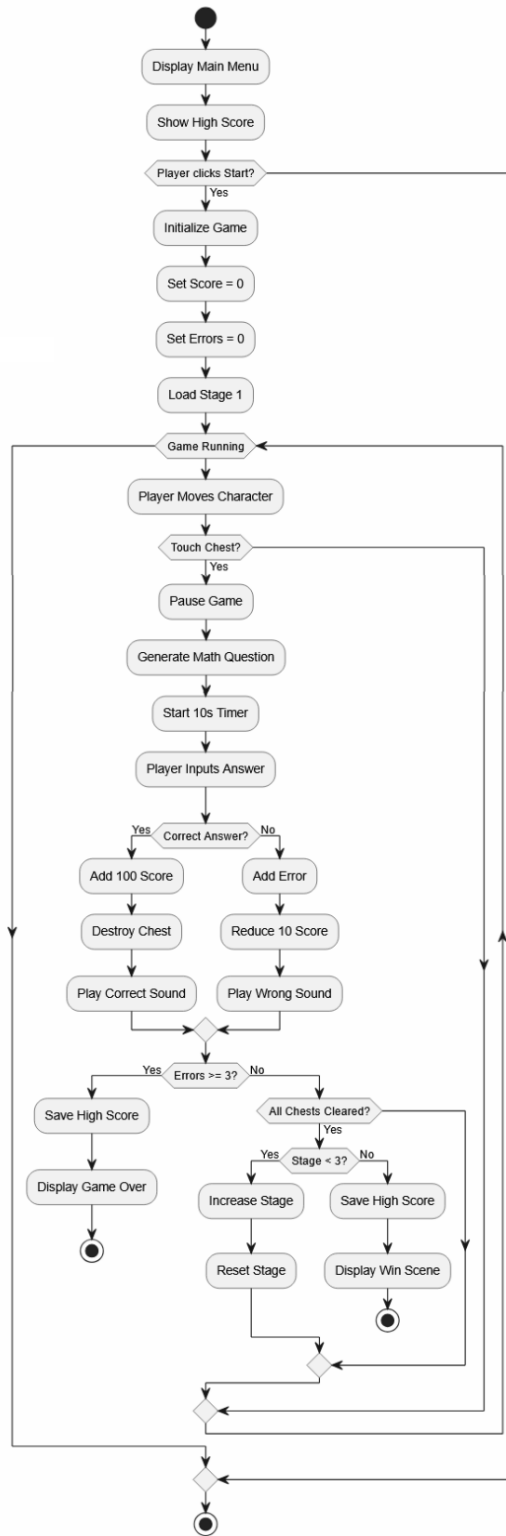 Display Main Menu
Show High Score
Player clicks Start?
Yes
Initialize Game
Set Score = 0
Set Errors = 0
Load Stage 1
Game Running
Player Moves Character
Touch Chest?
Yes
Pause Game
Generate Math Question
Start 10s Timer
Player Inputs Answer
Yes
Correct Answer?
No
Add 100 Score
Add Error
Destroy Chest
Reduce 10 Score
Play Correct Sound
Play Wrong Sound
Yes
Errors >= 3?
No
Save High Score
All Chests Cleared?
Yes
Display Game Over
Yes
Stage < 3?
No
Increase Stage
Save High Score
Reset Stage
Display Win Scene